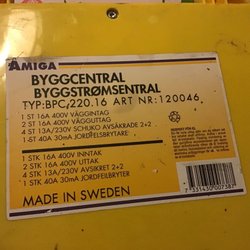 AMIGA
BYGGCENTRAL
BYGGSTRØMSENTRAL
TYP:BPC,220.16 ART NR:120046
1 ST 16A 400V VÄGGINTAG
2 ST 16A 400V VÄGGUTTAG
4 ST 13A/230V SCHUKO AVSÄKRADE 2+2
1 ST 40A 30mA JORDFELSBRYTARE
1 STK 16A 400V INNTAK
2 STK 16A 400V UTTAK
4 STK 13A/230V AVSIKRET 2+2
1 STK 40A 30mA JORDFEILBRYTER
MADE IN SWEDEN
7 331430 007387